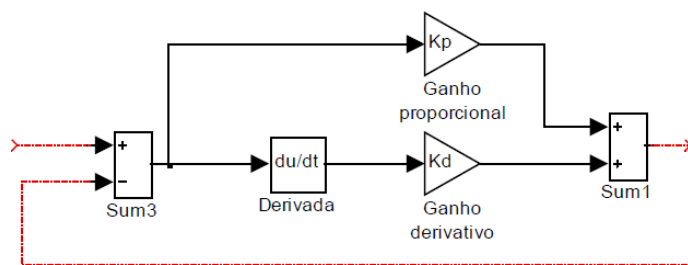 Kp
Ganho
proporcional
+
−
Sum3
du/dt
Derivada
Kd
Ganho
derivativo
+
+
Sum1